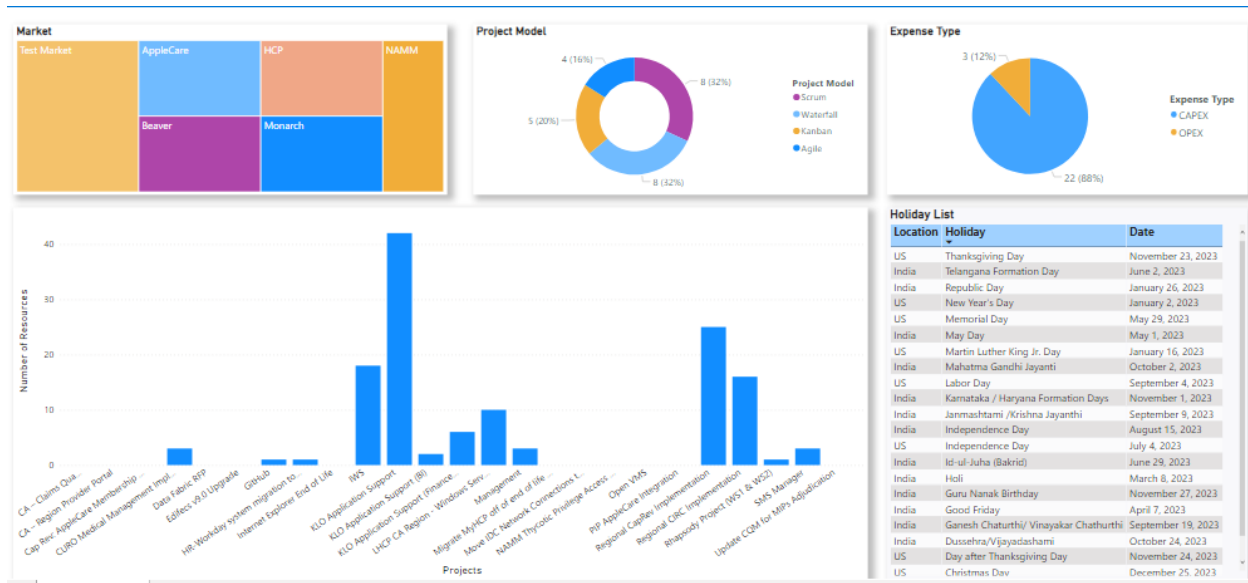 Market
Test Market
AppleCare
HCP
NAMM
Beaver
Monarch
Project Model
4 (16%)
8 (32%)
5 (20%)
8 (32%)
Project Model
Scrum
Waterfall
Kanban
Agile
Expense Type
3 (12%)
22 (88%)
Expense Type
CAPEX
OPEX
Number of Resources
40
30
20
10
0
CA – Claims Qua...
CA – Region Provider Portal
Cap Rev: AppleCare Membership ...
CURO Medical Management Impl...
Data Fabric RFP
Edifecs v9.0 Upgrade
GitHub
HR Workday system migration to...
Internet Explorer End of Life
IWS
KLO Application Support
KLO Application Support (BI)
KLO Application Support (Finance...
LHCP CA Region - Windows Serv...
Management
Migrate MyHCP off of end of life ...
Move IDC Network Connections t...
NAMM Thycotic Privilege Access ...
Open VMS
PIP AppleCare Integration
Regional CapRev Implementation
Regional CIRC Implementation
Rhapsody Project (WS1 & WS2)
SMS Manager
Update CQM for MIPs Adjudication
Projects
Holiday List
Location Holiday Date
US Thanksgiving Day November 23, 2023
India Telangana Formation Day June 2, 2023
India Republic Day January 26, 2023
US New Year's Day January 2, 2023
US Memorial Day May 29, 2023
India May Day May 1, 2023
US Martin Luther King Jr. Day January 16, 2023
India Mahatma Gandhi Jayanti October 2, 2023
US Labor Day September 4, 2023
India Karnataka / Haryana Formation Days November 1, 2023
India Janmashtami /Krishna Jayanthi September 9, 2023
India Independence Day August 15, 2023
US Independence Day July 4, 2023
India Id-ul-Juha (Bakrid) June 29, 2023
India Holi March 8, 2023
India Guru Nanak Birthday November 27, 2023
India Good Friday April 7, 2023
India Ganesh Chaturthi/ Vinayakar Chathurthi September 19, 2023
India Dussehra/Vijayadashami October 24, 2023
US Day after Thanksgiving Day November 24, 2023
US Christmas Day December 25, 2023